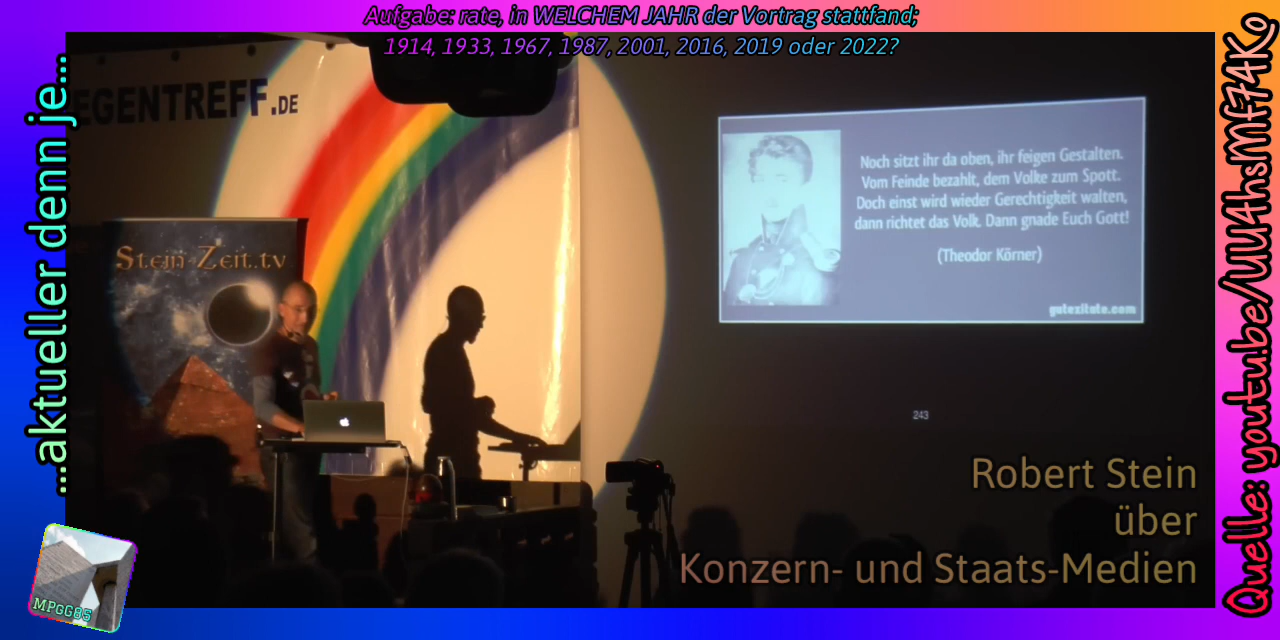 Aufgabe: rate, in WELCHEM JAHR der Vortrag stattfand;
1914, 1933, 1967, 1987, 2001, 2016, 2019 oder 2022?
...aktueller denn je...
EGENTREFF.DE
Stein-Zeit.tv
Noch sitzt ihr da oben, ihr feigen Gestalten.
Vom Feinde bezahlt, dem Volke zum Spott.
Doch einst wird wieder Gerechtigkeit walten,
dann richtet das Volk. Dann gnade Euch Gott!
(Theodor Körner)
gutezitate.com
243
Robert Stein
über
Konzern- und Staats-Medien
Quelle: youtu.be/UU4hsMf74Ko
MPGG85